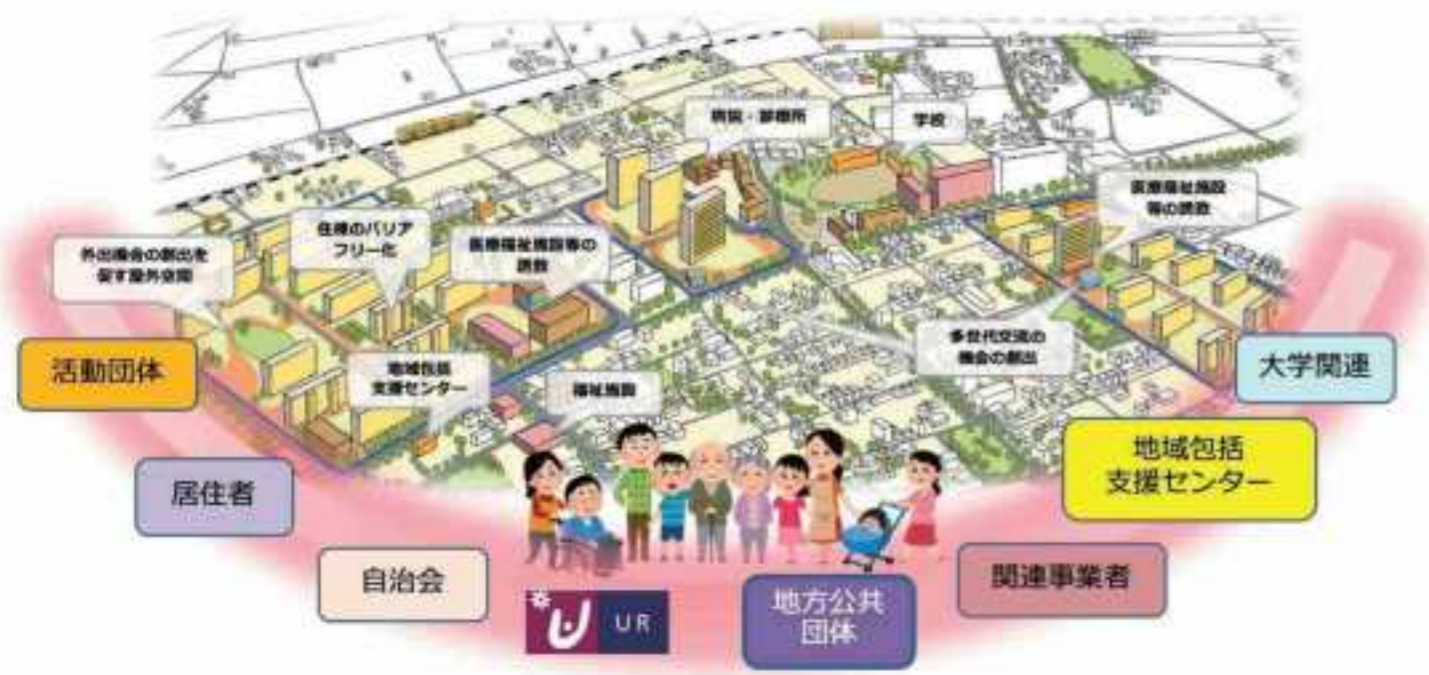 病院・診療所
学校
医療福祉施設
等の誘致
住棟のバリア
フリー化
医療福祉施設等の
誘致
外出機会の創出を
促す屋外空間
多世代交流の
機会の創出
地域包括
支援センター
福祉施設
活動団体
大学関連
居住者
地域包括
支援センター
自治会
UR
地方公共
団体
関連事業者